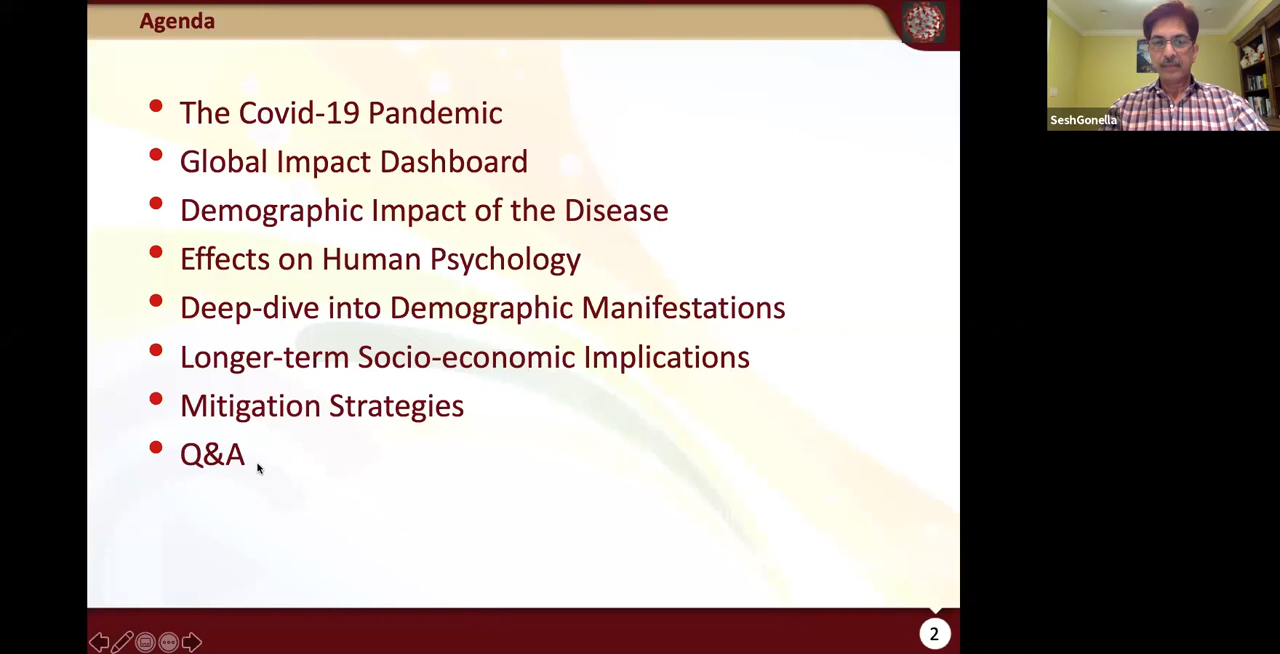 Agenda
The Covid-19 Pandemic
Global Impact Dashboard
Demographic Impact of the Disease
Effects on Human Psychology
Deep-dive into Demographic Manifestations
Longer-term Socio-economic Implications
Mitigation Strategies
Q&A
2
SeshGonella